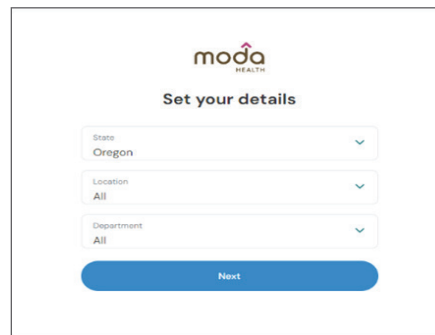 moda
HEALTH
Set your details
State
Oregon
Location
All
Department
All
Next